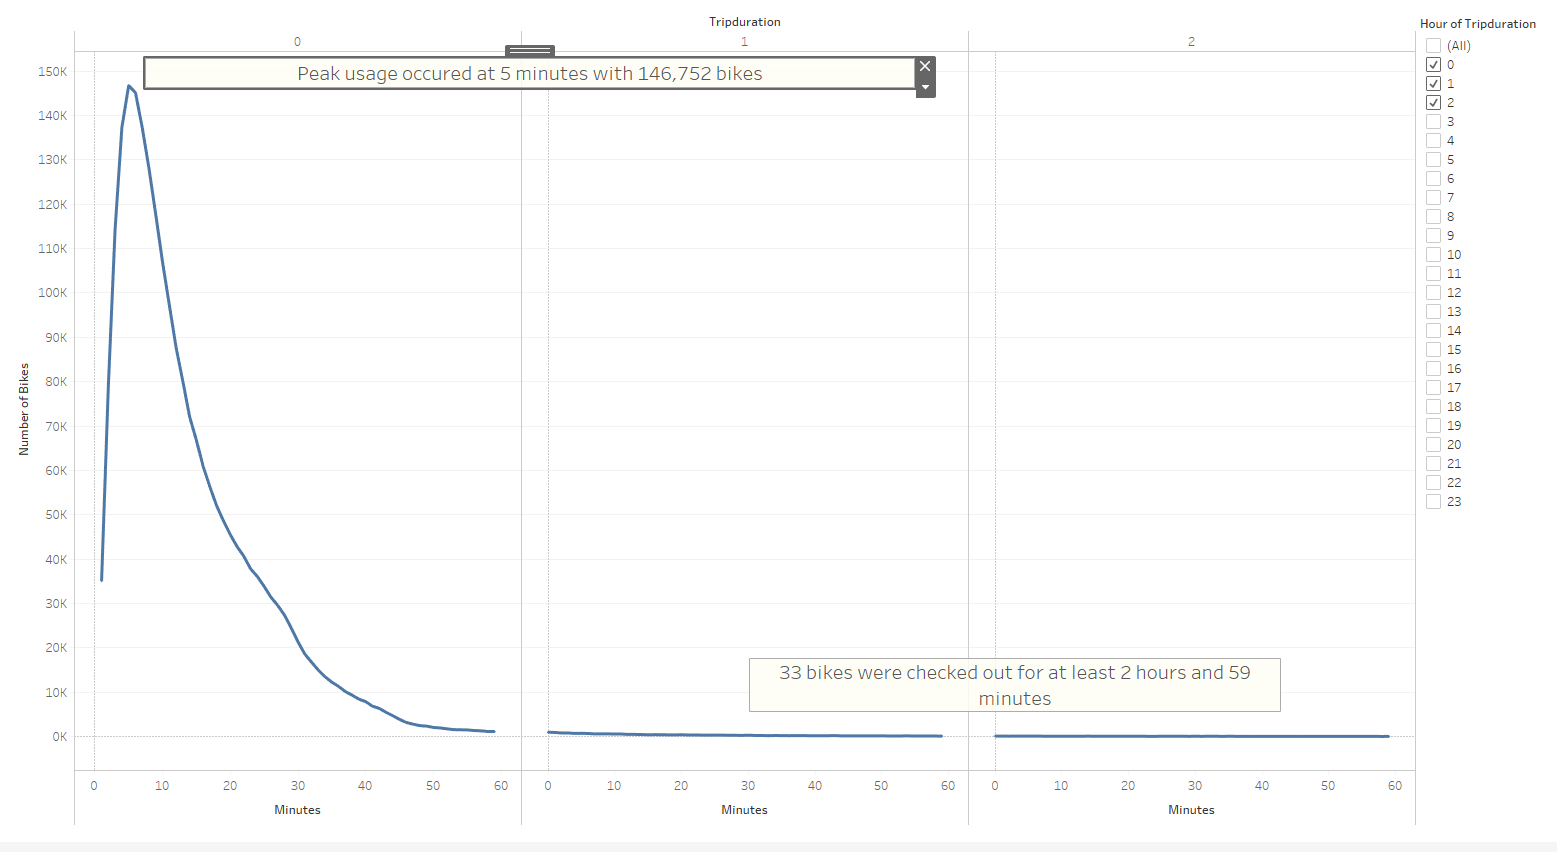 Tripduration
0
1
2
Peak usage occured at 5 minutes with 146,752 bikes
150K
140K
130K
120K
110K
100K
90K
80K
70K
60K
50K
40K
30K
20K
10K
0K
Number of Bikes
33 bikes were checked out for at least 2 hours and 59
minutes
0 10 20 30 40 50 60
0 10 20 30 40 50 60
0 10 20 30 40 50 60
Minutes
Minutes
Minutes
Hour of Tripduration
(All)
0
1
2
3
4
5
6
7
8
9
10
11
12
13
14
15
16
17
18
19
20
21
22
23